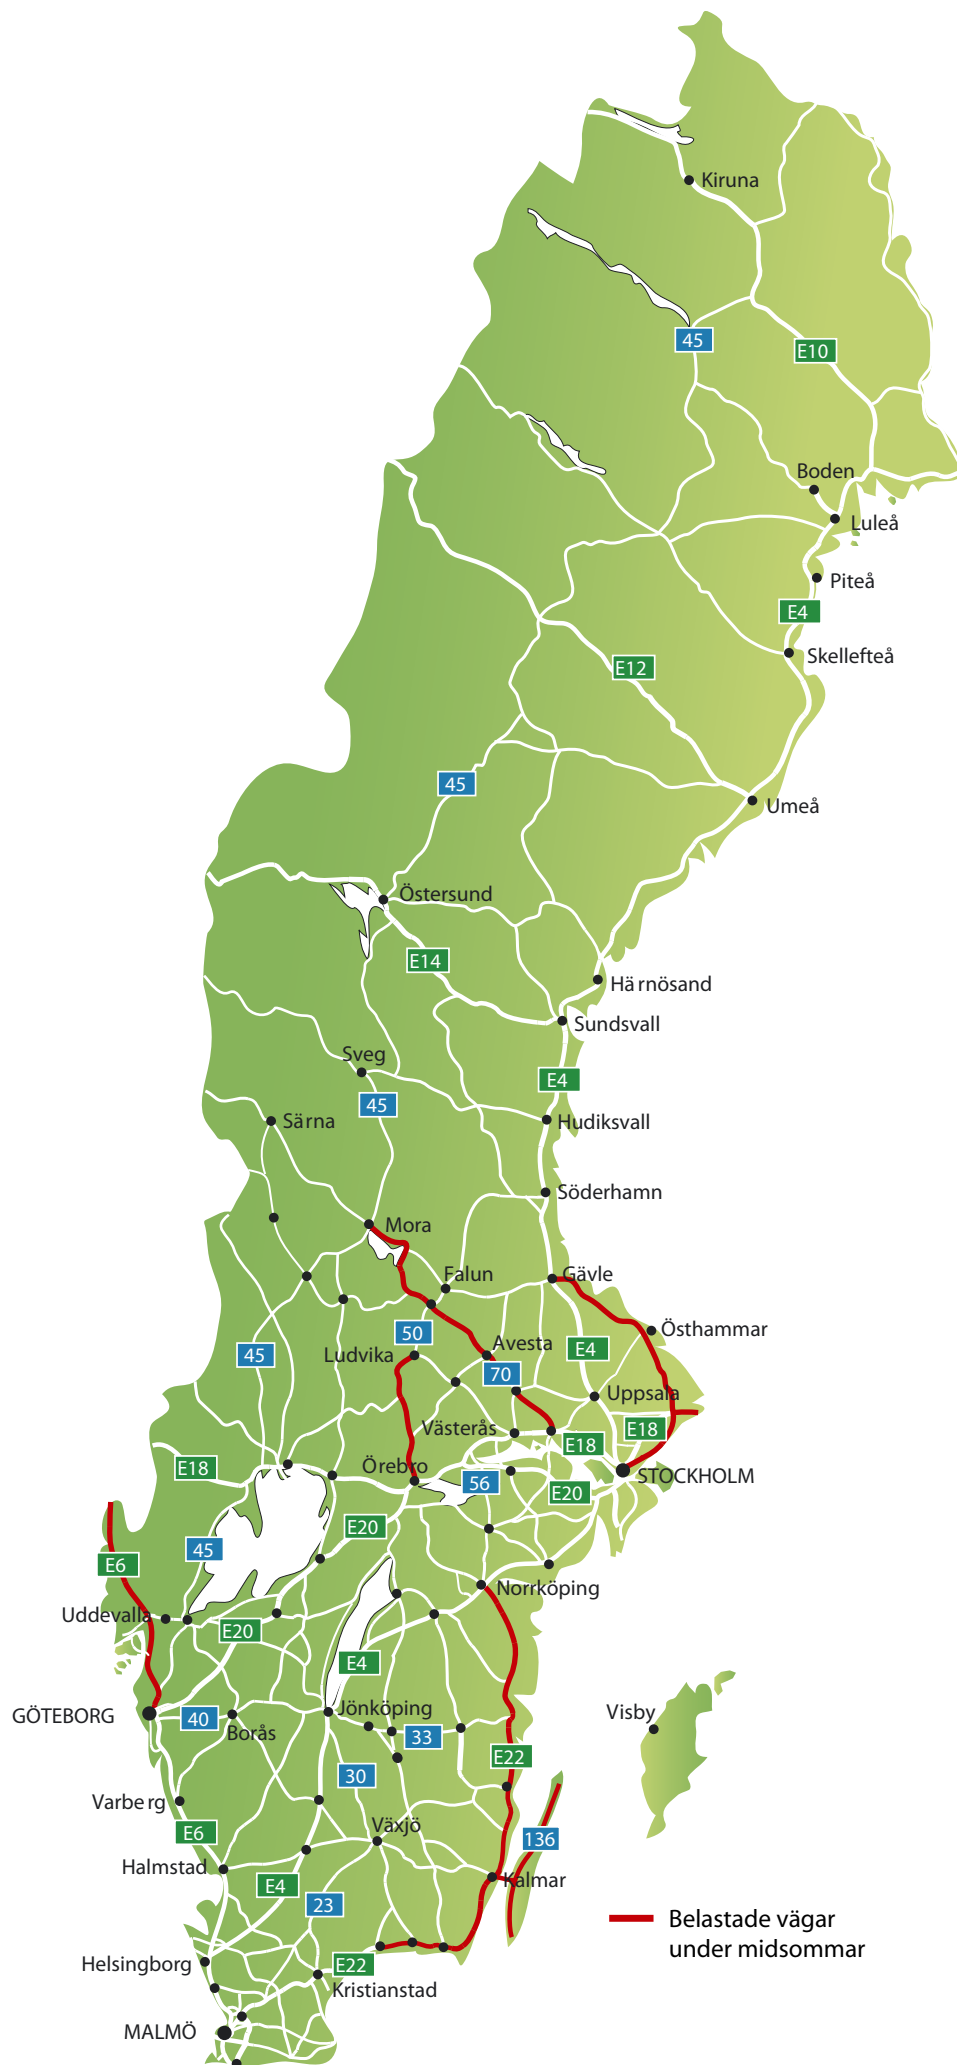 Kiruna
45
E10
Boden
Luleå
Piteå
E4
Skellefteå
E12
45
Umeå
Östersund
E14
Härnösand
Sundsvall
Sveg
E4
45
Särna
Hudiksvall
Söderhamn
Mora
Falun
Gävle
Östhammar
50
Avesta
E4
Ludvika
45
70
Uppsala
Västerås
E18
E18
Örebro
E18
STOCKHOLM
56
E20
E20
45
E6
Norrköping
Uddevalla
E20
E4
Jönköping
Visby
GÖTEBORG
40
Borås
33
E22
30
Varberg
Växjö
136
E6
Halmstad
Kalmar
E4
23
Belastade vägar
under midsommar
Helsingborg
E22
Kristianstad
MALMÖ